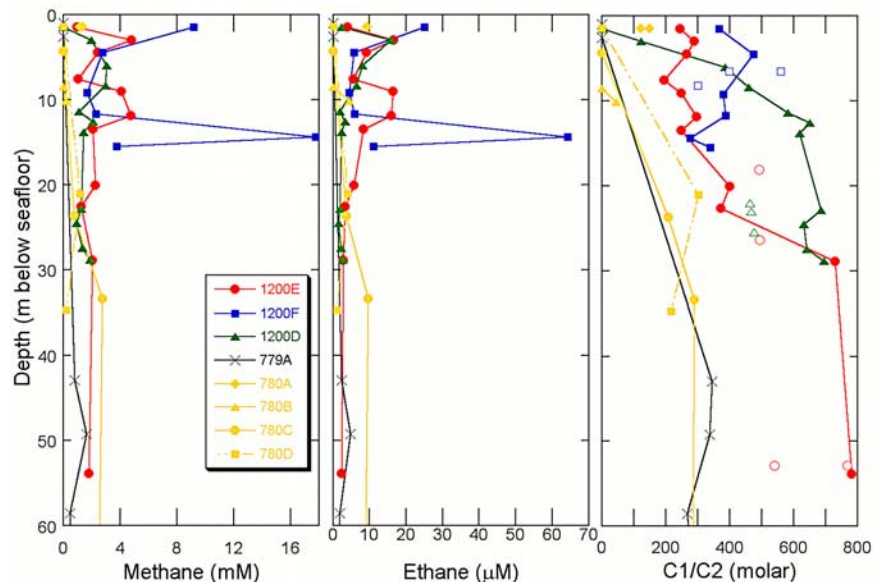 0
10
20
30
40
50
60
Depth (m below seafloor)
1200E
1200F
1200D
779A
780A
780B
780C
780D
0 4 8 12 16
Methane (mM)
0 10 20 30 40 50 60 70
Ethane (μM)
0 200 400 600 800
C1/C2 (molar)